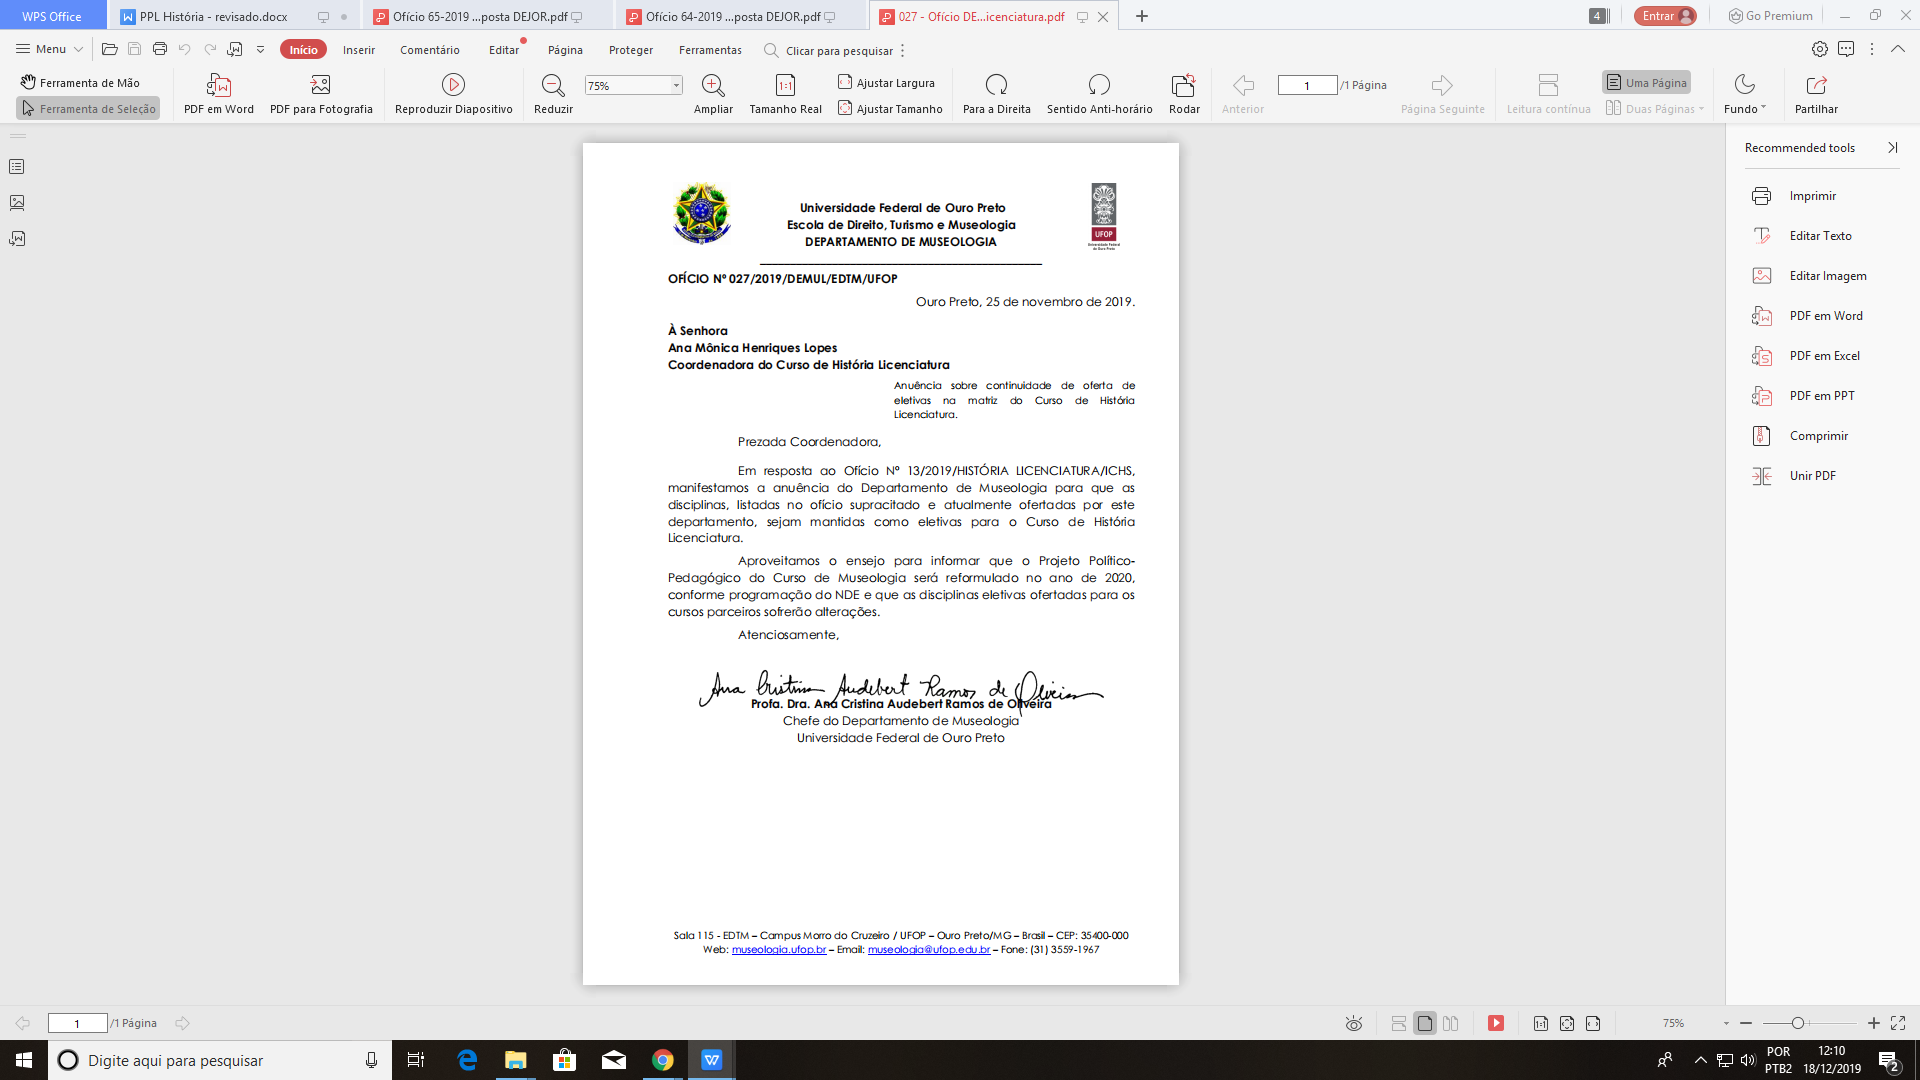 WPS Office
PPL História - revisado.docx
Ofício 65-2019 ...posta DEJOR.pdf
Ofício 64-2019 ...posta DEJOR.pdf
027 - Ofício DE...icenciatura.pdf
4
Entrar
Go Premium
Menu
Início
Inserir
Comentário
Editar
Página
Proteger
Ferramentas
Clicar para pesquisar
Ferramenta de Mão
Ferramenta de Seleção
PDF em Word
PDF para Fotografia
Reproduzir Diapositivo
Reduzir
75%
Ampliar
Tamanho Real
Ajustar Largura
Ajustar Tamanho
Para a Direita
Sentido Anti-horário
Rodar
Anterior
1 /1 Página
Página Seguinte
Leitura contínua
Uma Página
Duas Páginas
Fundo
Partilhar
Universidade Federal de Ouro Preto
Escola de Direito, Turismo e Museologia
DEPARTAMENTO DE MUSEOLOGIA
UFOP
Universidade Federal
de Ouro Preto
OFÍCIO Nº 027/2019/DEMUL/EDTM/UFOP
Ouro Preto, 25 de novembro de 2019.
À Senhora
Ana Mônica Henriques Lopes
Coordenadora do Curso de História Licenciatura
Anuência sobre continuidade de oferta de
eletivas na matriz do Curso de História
Licenciatura.
Prezada Coordenadora,
Em resposta ao Ofício Nº 13/2019/HISTÓRIA LICENCIATURA/ICHS,
manifestamos a anuência do Departamento de Museologia para que as
disciplinas, listadas no ofício supracitado e atualmente ofertadas por este
departamento, sejam mantidas como eletivas para o Curso de História
Licenciatura.
Aproveitamos o ensejo para informar que o Projeto Político-
Pedagógico do Curso de Museologia será reformulado no ano de 2020,
conforme programação do NDE e que as disciplinas eletivas ofertadas para os
cursos parceiros sofrerão alterações.
Atenciosamente,
Ana Cristina Audebert Ramos de Oliveira
Profa. Dra. Ana Cristina Audebert Ramos de Oliveira
Chefe do Departamento de Museologia
Universidade Federal de Ouro Preto
Sala 115 - EDTM – Campus Morro do Cruzeiro / UFOP – Ouro Preto/MG – Brasil – CEP: 35400-000
Web: museologia.ufop.br – Email: museologia@ufop.edu.br – Fone: (31) 3559-1967
Recommended tools
Imprimir
Editar Texto
Editar Imagem
PDF em Word
PDF em Excel
PDF em PPT
Comprimir
Unir PDF
1 /1 Página
75%
Digite aqui para pesquisar
POR
PTB2
12:10
18/12/2019
2